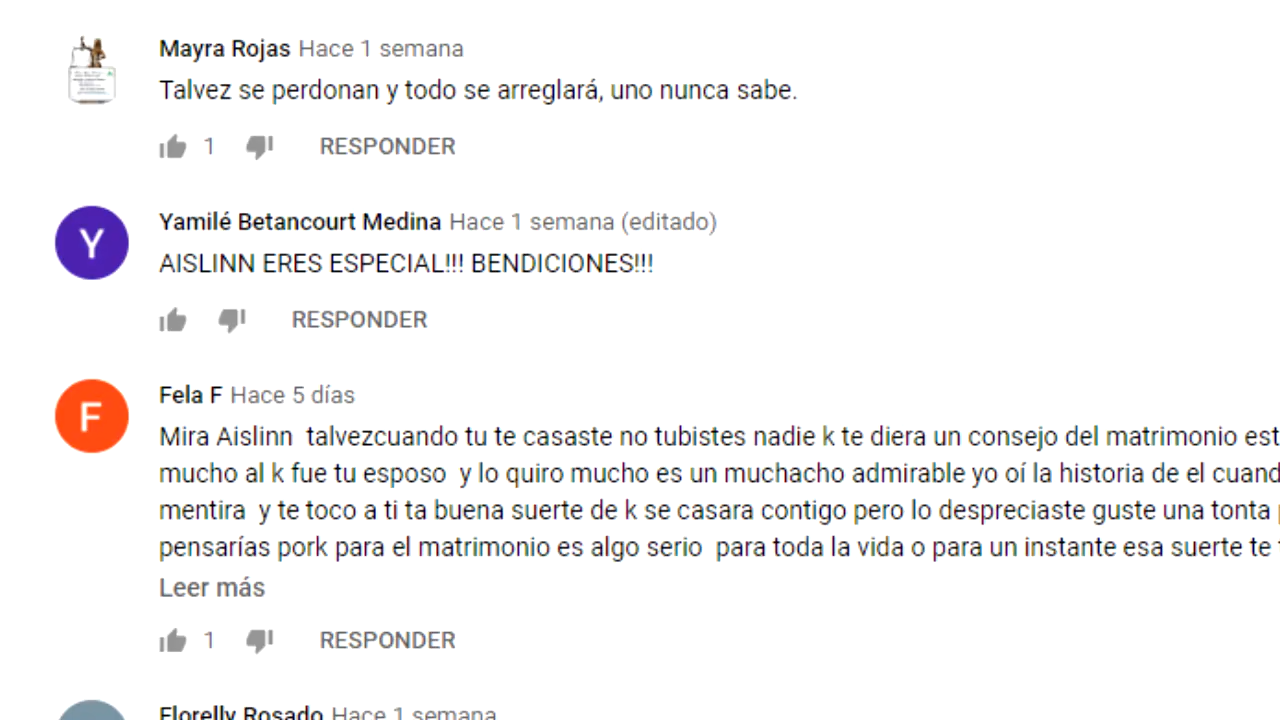 Mayra Rojas Hace 1 semana
Talvez se perdonan y todo se arreglará, uno nunca sabe.
1 RESPONDER
Y
Yamilé Betancourt Medina Hace 1 semana (editado)
AISLINN ERES ESPECIAL!!! BENDICIONES!!!
RESPONDER
F
Fela F Hace 5 días
Mira Aislinn  talvezcuando tu te casaste no tubistes nadie k te diera un consejo del matrimonio est
mucho al k fue tu esposo  y lo quiro mucho es un muchacho admirable yo oí la historia de el cuand
mentira  y te toco a ti ta buena suerte de k se casara contigo pero lo despreciaste guste una tonta
pensarías pork para el matrimonio es algo serio  para toda la vida o para un instante esa suerte te
Leer más
1 RESPONDER
Florelly Rosado Hace 1 semana